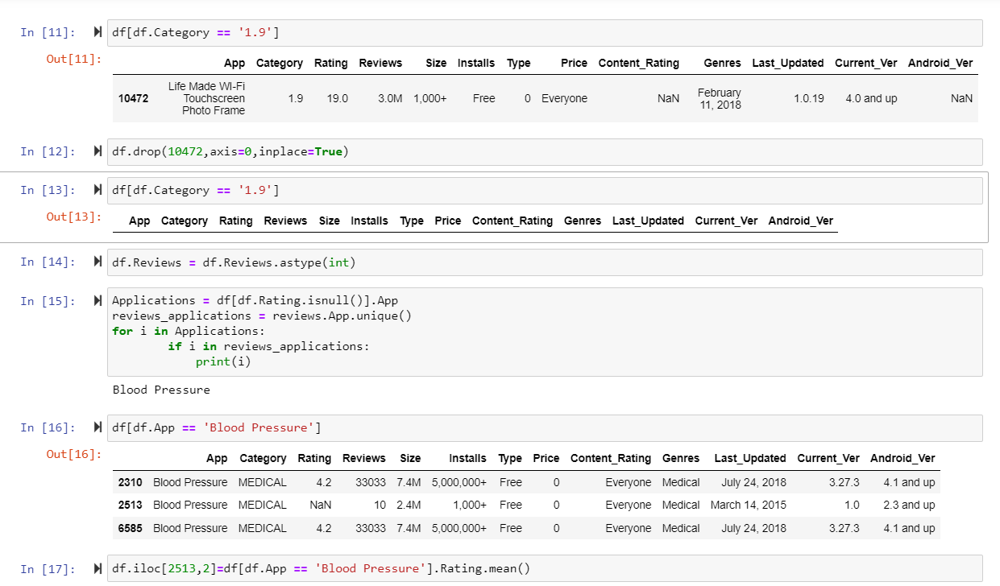 In [11]: df[df.Category == '1.9']
Out[11]:
App Category Rating Reviews Size Installs Type Price Content_Rating Genres Last_Updated Current_Ver Android_Ver
10472 Life Made WI-Fi Touchscreen Photo Frame 1.9 19.0 3.0M 1,000+ Free 0 Everyone NaN February 11, 2018 1.0.19 4.0 and up NaN
In [12]: df.drop(10472,axis=0,inplace=True)
In [13]: df[df.Category == '1.9']
Out[13]:
App Category Rating Reviews Size Installs Type Price Content_Rating Genres Last_Updated Current_Ver Android_Ver
In [14]: df.Reviews = df.Reviews.astype(int)
In [15]: Applications = df[df.Rating.isnull()].App
reviews_applications = reviews.App.unique()
for i in Applications:
        if i in reviews_applications:
            print(i)
Blood Pressure
In [16]: df[df.App == 'Blood Pressure']
Out[16]:
App Category Rating Reviews Size Installs Type Price Content_Rating Genres Last_Updated Current_Ver Android_Ver
2310 Blood Pressure MEDICAL 4.2 33033 7.4M 5,000,000+ Free 0 Everyone Medical July 24, 2018 3.27.3 4.1 and up
2513 Blood Pressure MEDICAL NaN 10 2.4M 1,000+ Free 0 Everyone Medical March 14, 2015 1.0 2.3 and up
6585 Blood Pressure MEDICAL 4.2 33033 7.4M 5,000,000+ Free 0 Everyone Medical July 24, 2018 3.27.3 4.1 and up
In [17]: df.iloc[2513,2]=df[df.App == 'Blood Pressure'].Rating.mean()